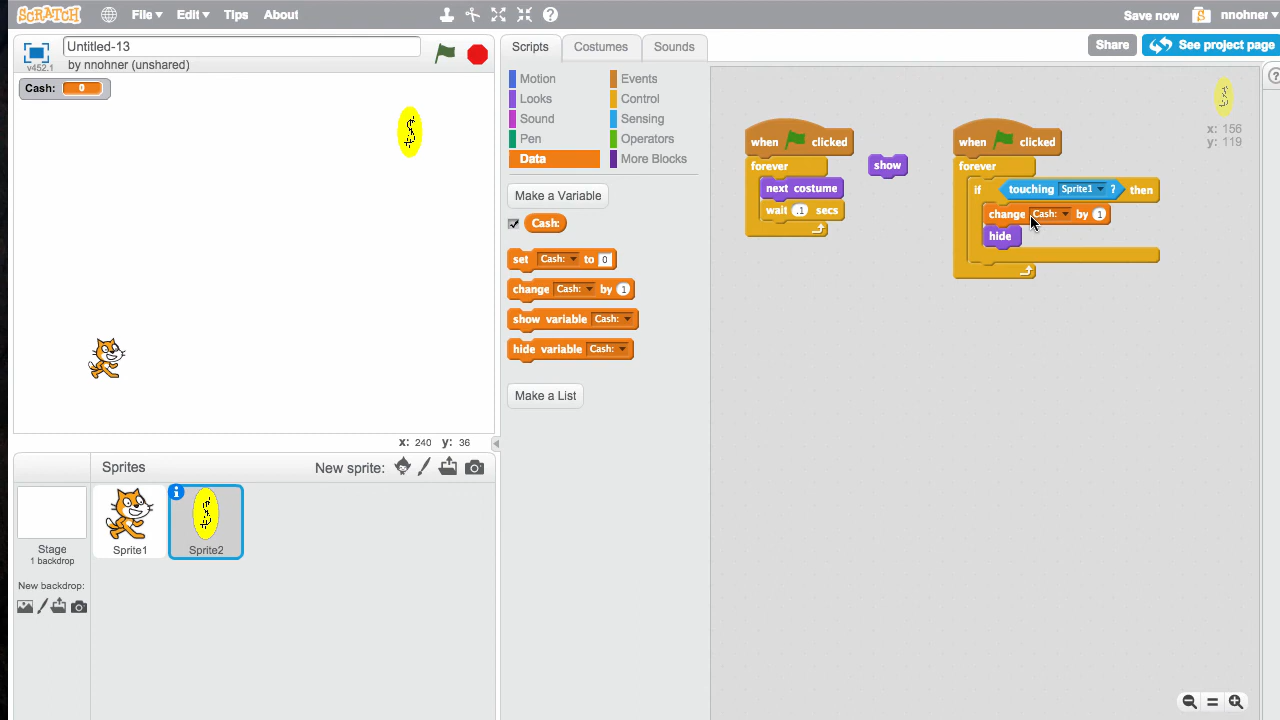 SCRATCH File Edit Tips About Save now nnohner
Untitled-13
by nnohner (unshared)
v452.1
Scripts Costumes Sounds
Share See project page
Cash: 0
Motion Events
Looks Control
Sound Sensing
Pen Operators
Data More Blocks
Make a Variable
Cash:
set Cash: to 0
change Cash: by 1
show variable Cash:
hide variable Cash:
Make a List
when clicked
forever
next costume
wait .1 secs
show
when clicked
forever
if touching Sprite1 ? then
change Cash: by 1
hide
x: 156
y: 119
$
x: 240 y: 36
Sprites New sprite:
Stage
1 backdrop
New backdrop:
Sprite1
Sprite2